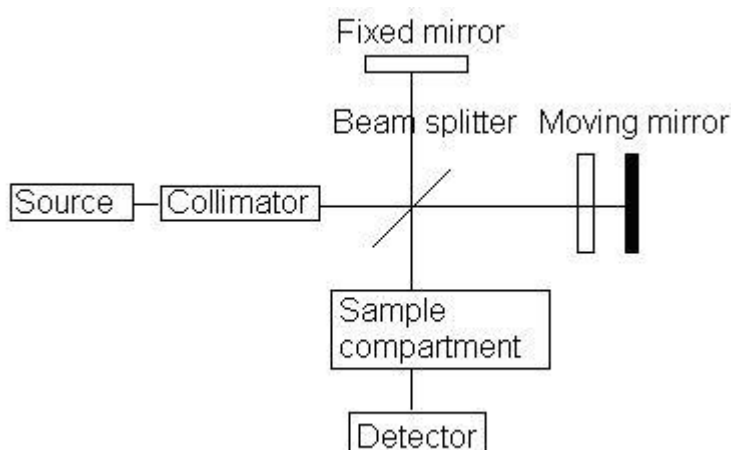 Fixed mirror
Beam splitter
Moving mirror
Source
Collimator
Sample
compartment
Detector